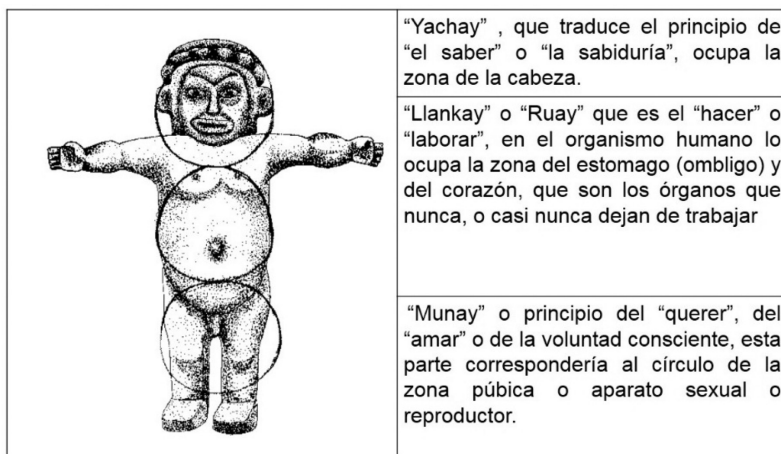 “Yachay” , que traduce el principio de
“el saber” o “la sabiduría”, ocupa la
zona de la cabeza.
“Llankay” o “Ruay” que es el “hacer” o
“laborar”, en el organismo humano lo
ocupa la zona del estomago (ombligo) y
del corazón, que son los órganos que
nunca, o casi nunca dejan de trabajar
“Munay” o principio del “querer”, del
“amar” o de la voluntad consciente, esta
parte correspondería al círculo de la
zona púbica o aparato sexual o
reproductor.